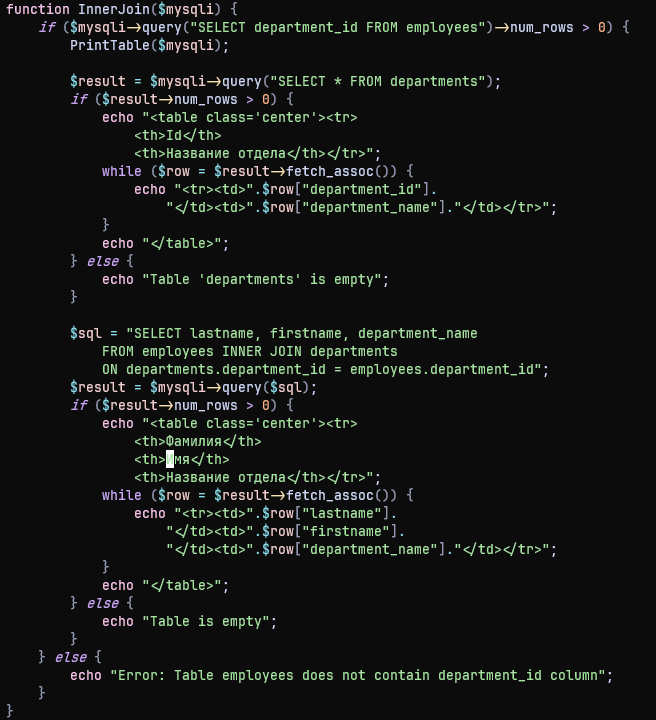 function InnerJoin($mysqli) {
    if ($mysqli->query("SELECT department_id FROM employees")->num_rows > 0) {
        PrintTable($mysqli);

        $result = $mysqli->query("SELECT * FROM departments");
        if ($result->num_rows > 0) {
            echo "<table class='center'><tr>
                <th>Id</th>
                <th>Название отдела</th></tr>";
            while ($row = $result->fetch_assoc()) {
                echo "<tr><td>".$row["department_id"].
                    "</td><td>".$row["department_name"]."</td></tr>";
            }
            echo "</table>";
        } else {
            echo "Table 'departments' is empty";
        }

        $sql = "SELECT lastname, firstname, department_name
            FROM employees INNER JOIN departments
            ON departments.department_id = employees.department_id";
        $result = $mysqli->query($sql);
        if ($result->num_rows > 0) {
            echo "<table class='center'><tr>
                <th>Фамилия</th>
                <th>Имя</th>
                <th>Название отдела</th></tr>";
            while ($row = $result->fetch_assoc()) {
                echo "<tr><td>".$row["lastname"].
                    "</td><td>".$row["firstname"].
                    "</td><td>".$row["department_name"]."</td></tr>";
            }
            echo "</table>";
        } else {
            echo "Table is empty";
        }
    } else {
        echo "Error: Table employees does not contain department_id column";
    }
}